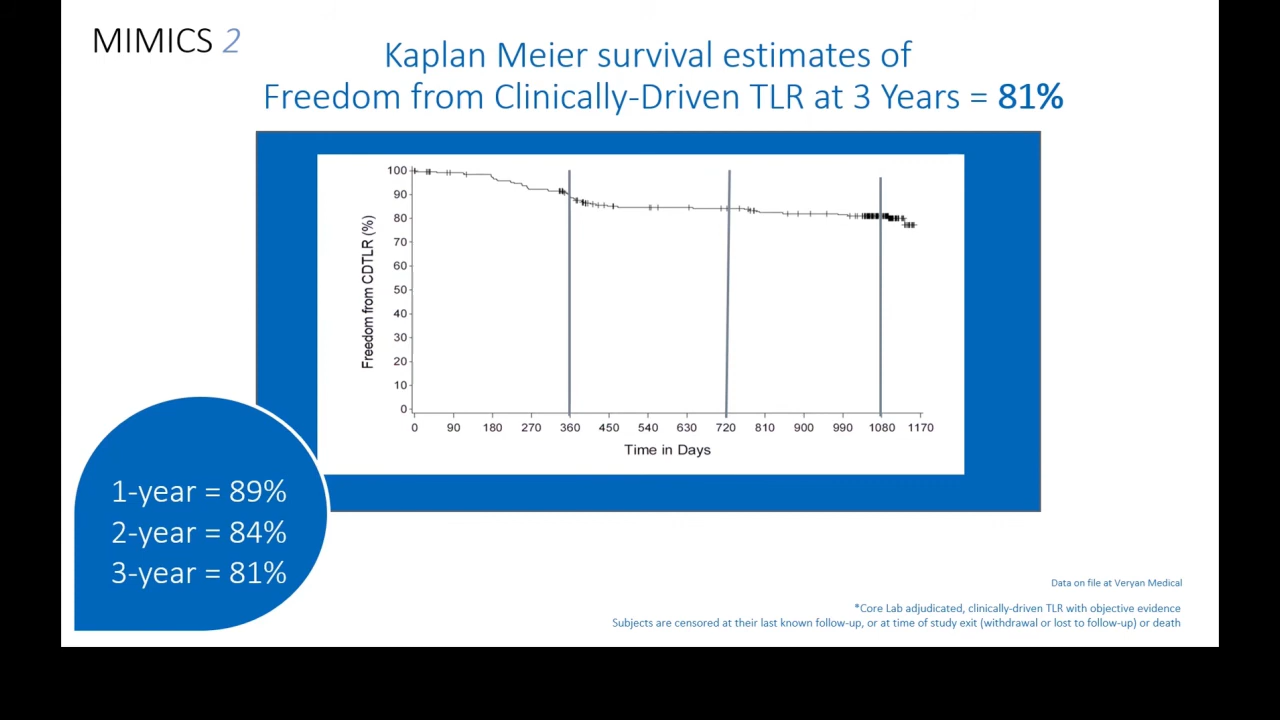 MIMICS 2
Kaplan Meier survival estimates of
Freedom from Clinically-Driven TLR at 3 Years = 81%
Freedom from CDTLR (%)
100
90
80
70
60
50
40
30
20
10
0
0 90 180 270 360 450 540 630 720 810 900 990 1080 1170
Time in Days
1-year = 89%
2-year = 84%
3-year = 81%
Data on file at Veryan Medical
*Core Lab adjudicated, clinically-driven TLR with objective evidence
Subjects are censored at their last known follow-up, or at time of study exit (withdrawal or lost to follow-up) or death